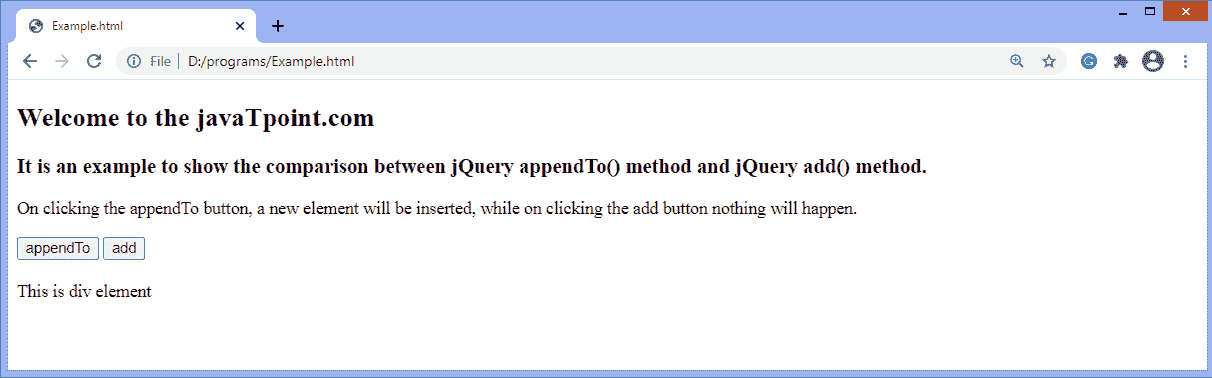 Example.html
File D:/programs/Example.html
Welcome to the javaTpoint.com
It is an example to show the comparison between jQuery appendTo() method and jQuery add() method.
On clicking the appendTo button, a new element will be inserted, while on clicking the add button nothing will happen.
appendTo add
This is div element